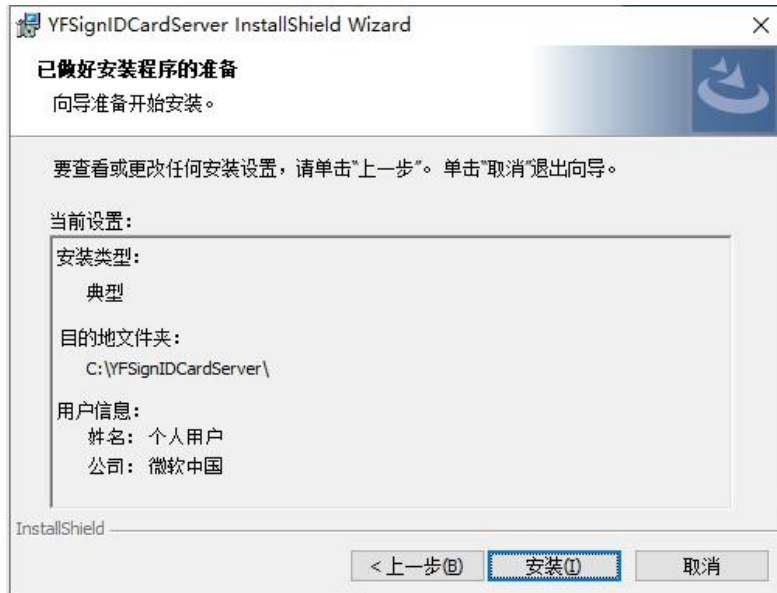 YFSignIDCardServer InstallShield Wizard
已做好安装程序的准备
向导准备开始安装。
要查看或更改任何安装设置，请单击“上一步”。单击“取消”退出向导。
当前设置：
安装类型：
典型
目的地文件夹：
C:\YFSignIDCardServer\
用户信息：
姓名：个人用户
公司：微软中国
InstallShield
<上一步(B)
安装(I)
取消